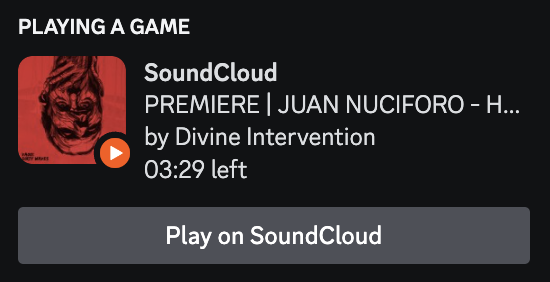 PLAYING A GAME
SoundCloud
PREMIERE | JUAN NUCIFORO - H...
by Divine Intervention
03:29 left
Play on SoundCloud